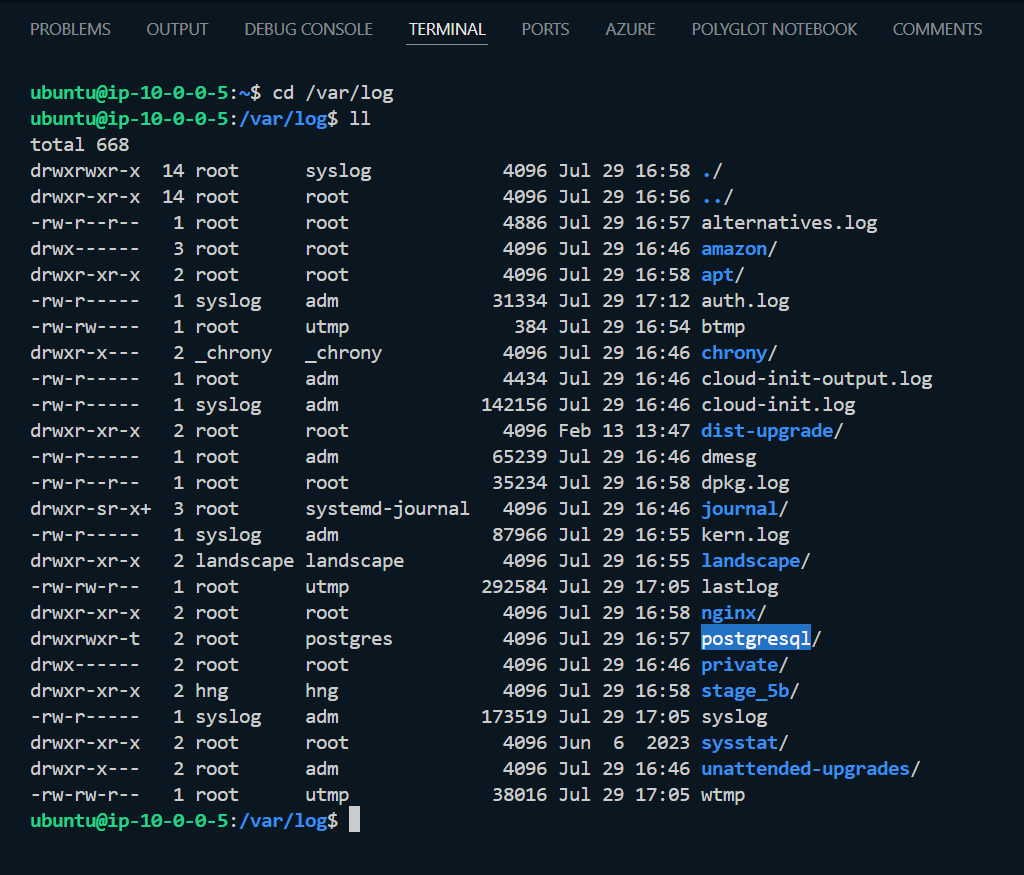 PROBLEMS OUTPUT DEBUG CONSOLE TERMINAL PORTS AZURE POLYGLOT NOTEBOOK COMMENTS
ubuntu@ip-10-0-0-5:~$ cd /var/log
ubuntu@ip-10-0-0-5:/var/log$ ll
total 668
drwxrwxr-x  14 root      syslog            4096 Jul 29 16:58 ./
drwxr-xr-x  14 root      root              4096 Jul 29 16:56 ../
-rw-r--r--   1 root      root              4886 Jul 29 16:57 alternatives.log
drwx------   3 root      root              4096 Jul 29 16:46 amazon/
drwxr-xr-x   2 root      root              4096 Jul 29 16:58 apt/
-rw-r-----   1 syslog    adm              31334 Jul 29 17:12 auth.log
-rw-rw----   1 root      utmp               384 Jul 29 16:54 btmp
drwxr-x---   2 _chrony   _chrony           4096 Jul 29 16:46 chrony/
-rw-r-----   1 root      adm               4434 Jul 29 16:46 cloud-init-output.log
-rw-r-----   1 syslog    adm             142156 Jul 29 16:46 cloud-init.log
drwxr-xr-x   2 root      root              4096 Feb 13 13:47 dist-upgrade/
-rw-r-----   1 root      adm              65239 Jul 29 16:46 dmesg
-rw-r--r--   1 root      root             35234 Jul 29 16:58 dpkg.log
drwxr-sr-x+  3 root      systemd-journal   4096 Jul 29 16:46 journal/
-rw-r-----   1 syslog    adm              87966 Jul 29 16:55 kern.log
drwxr-xr-x   2 landscape landscape         4096 Jul 29 16:55 landscape/
-rw-rw-r--   1 root      utmp            292584 Jul 29 17:05 lastlog
drwxr-xr-x   2 root      root              4096 Jul 29 16:58 nginx/
drwxrwxr-t   2 root      postgres          4096 Jul 29 16:57 postgresql/
drwx------   2 root      root              4096 Jul 29 16:46 private/
drwxr-xr-x   2 hng       hng               4096 Jul 29 16:58 stage_5b/
-rw-r-----   1 syslog    adm             173519 Jul 29 17:05 syslog
drwxr-xr-x   2 root      root              4096 Jun  6  2023 sysstat/
drwxr-x---   2 root      adm               4096 Jul 29 16:46 unattended-upgrades/
-rw-rw-r--   1 root      utmp             38016 Jul 29 17:05 wtmp
ubuntu@ip-10-0-0-5:/var/log$